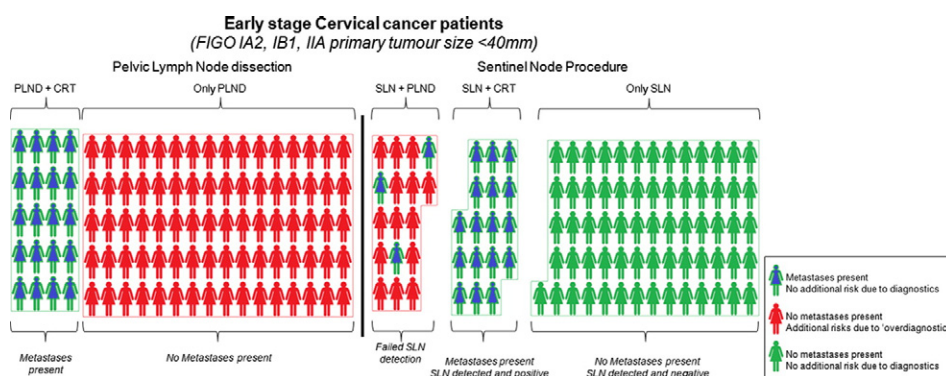 Early stage Cervical cancer patients
(FIGO IA2, IB1, IIA primary tumour size <40mm)
Pelvic Lymph Node dissection
Sentinel Node Procedure
PLND + CRT
Only PLND
SLN + PLND
SLN + CRT
Only SLN
Metastases present
No additional risk due to diagnostics
No metastases present
Additional risks due to 'overdiagnostic
No metastases present
No additional risk due to diagnostics
Metastases
present
No Metastases present
Failed SLN
detection
Metastases present
SLN detected and positive
No Metastases present
SLN detected and negative